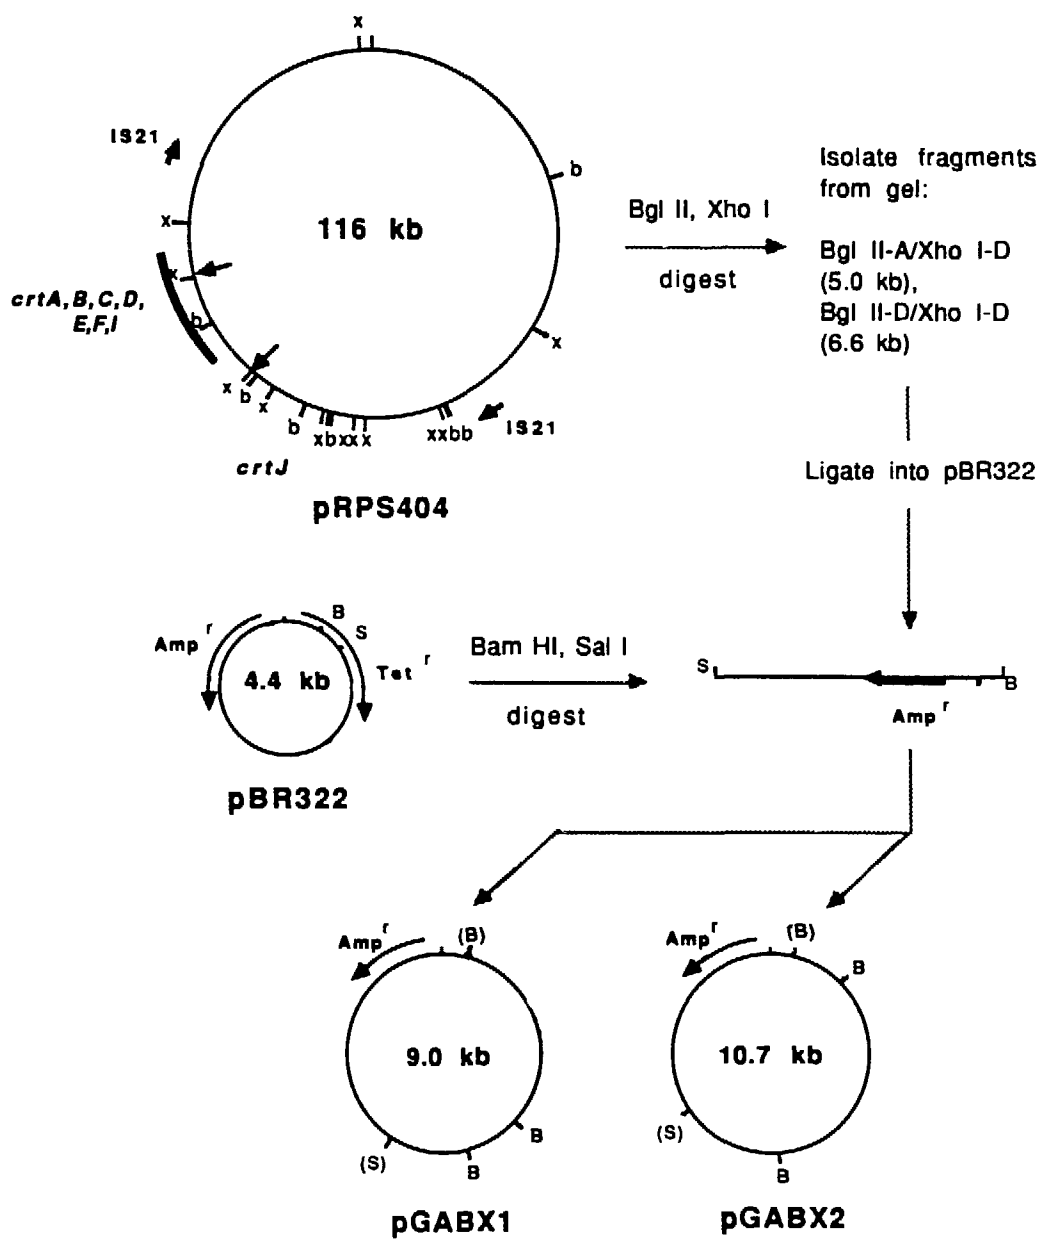 x
IS21
b
x
116 kb
x
crtA,B,C,D,
E,F,I
b
x
x
b
x
b
xbxxx
xxbb
IS21
crtJ
pRPS404
Bgl II, Xho I
digest
Isolate fragments
from gel:
Bgl II-A/Xho I-D
(5.0 kb),
Bgl II-D/Xho I-D
(6.6 kb)
Ligate into pBR322
Amp r
B
S
Tet r
4.4 kb
pBR322
Bam HI, Sal I
digest
S
B
Amp r
Amp r
(B)
9.0 kb
B
(S)
B
pGABX1
Amp r
(B)
B
10.7 kb
(S)
B
pGABX2